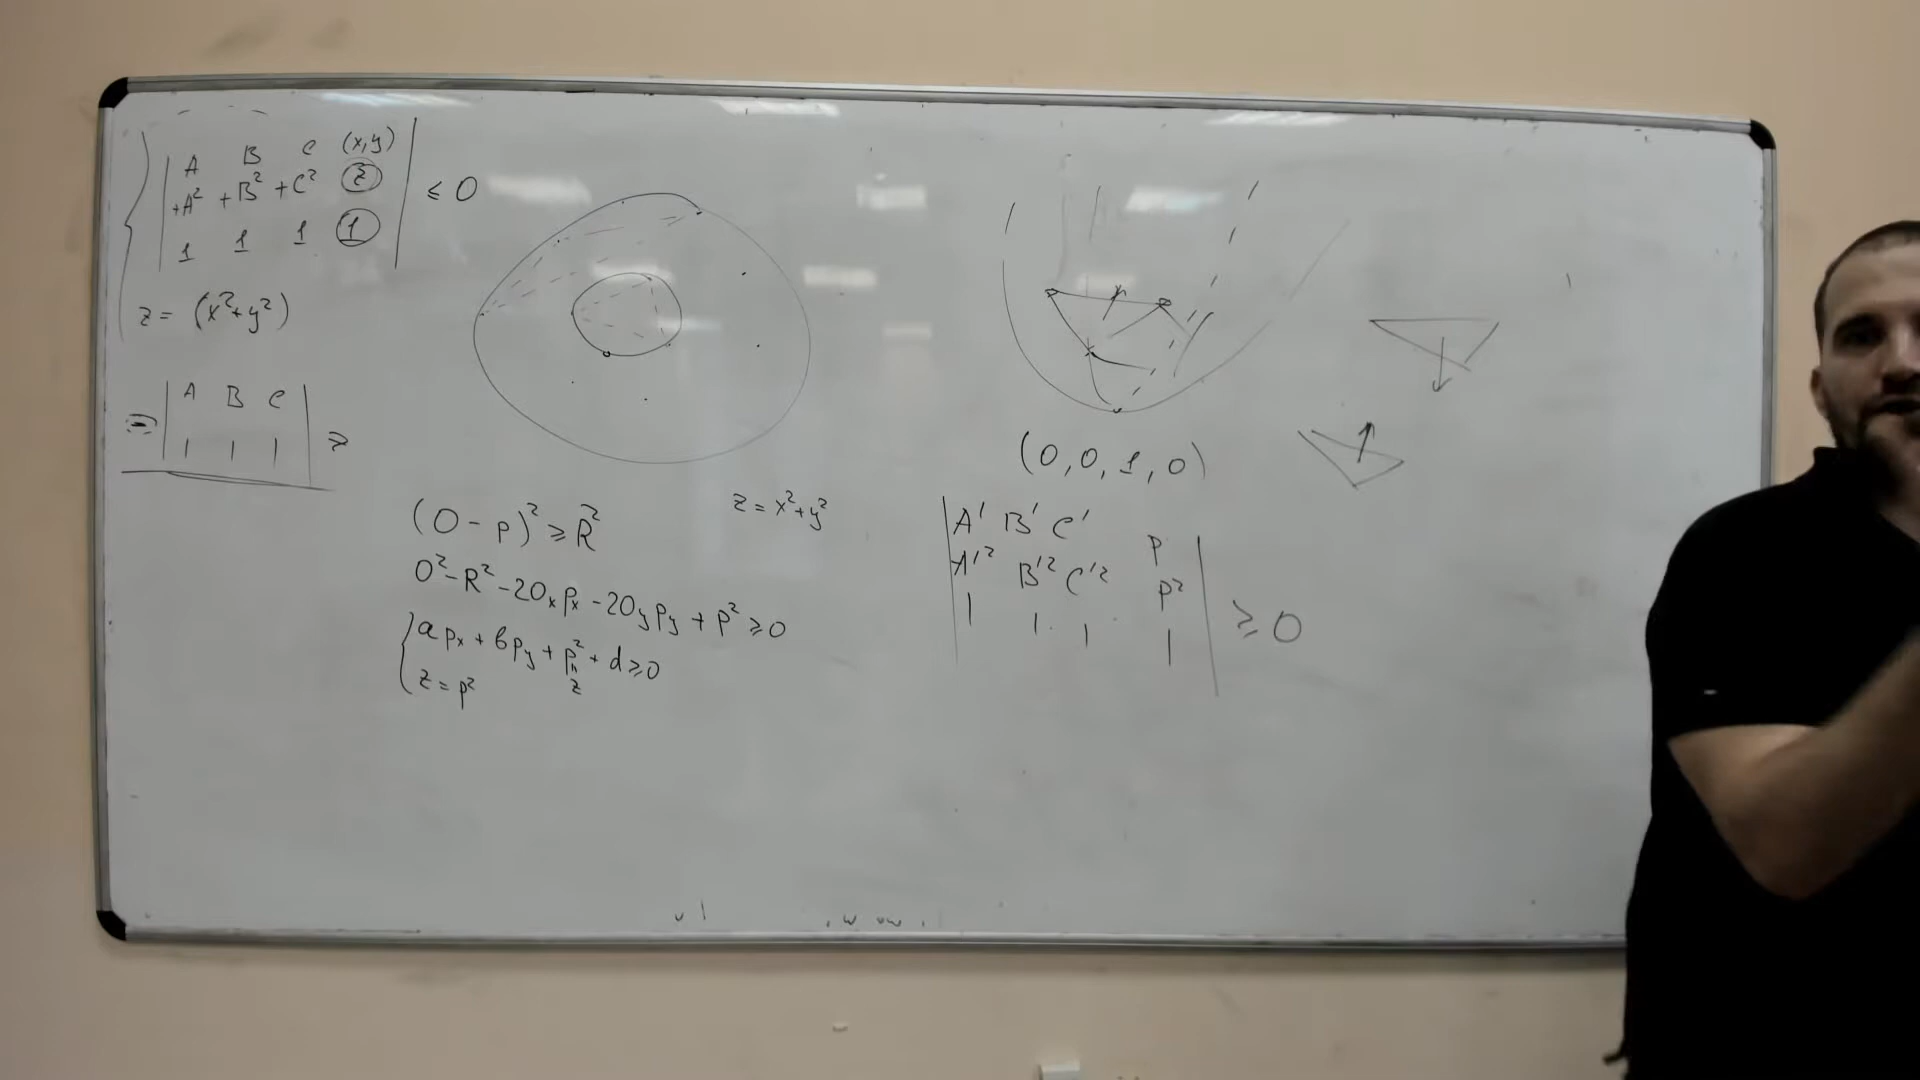 A B C (x,y)
+A² +B² +C² z ≤ 0
1 1 1 1
z = (x²+y²)
A B C
= | | | ≥
1 1 1
(O - p)² ≥ R²
z = x²+y²
O² - R² - 2Oₓpₓ - 2O_yp_y + p² ≥ 0
a pₓ + b p_y + p² + d ≥ 0
z = p² z
(0, 0, 1, 0)
A' B' C' p
A'² B'² C'² p² ≥ 0
1 1 1 1